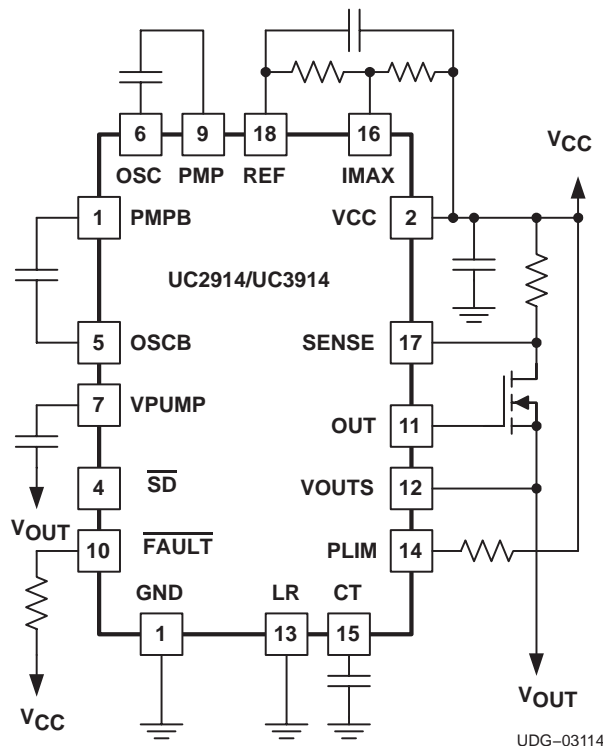 6
9
18
16
VCC
OSC
PMP
REF
IMAX
1
PMPB
VCC
2
UC2914/UC3914
5
OSCB
SENSE
17
7
VPUMP
OUT
11
4
SD
VOUTS
12
VOUT
10
FAULT
PLIM
14
GND
LR
CT
1
13
15
VCC
VOUT
UDG–03114